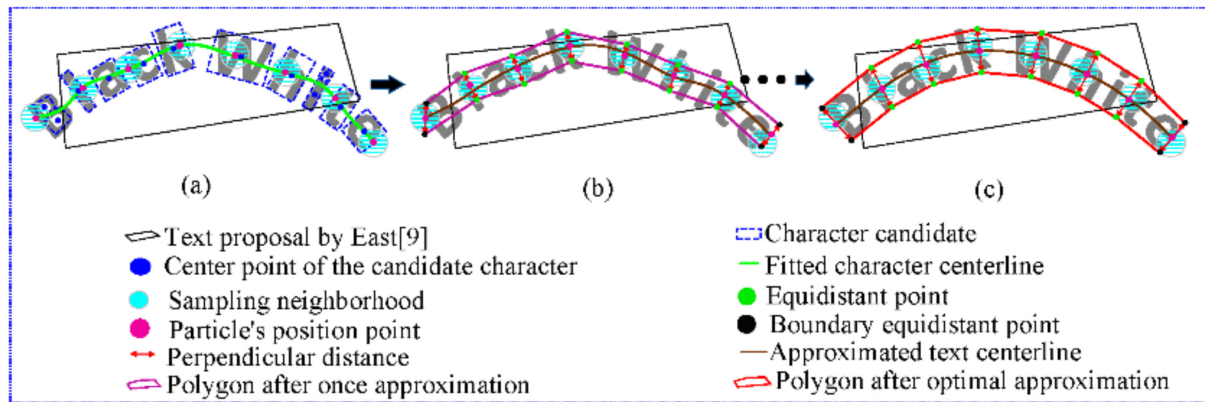 Black White
Black White
Black White
(a)
(b)
(c)
Text proposal by East[9]
Center point of the candidate character
Sampling neighborhood
Particle's position point
Perpendicular distance
Polygon after once approximation
Character candidate
Fitted character centerline
Equidistant point
Boundary equidistant point
Approximated text centerline
Polygon after optimal approximation